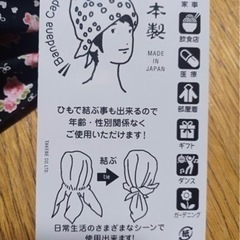 本製
Bandana Cap
MADE IN
JAPAN
ひもで結ぶ事も出来るので
年齢・性別関係なく
ご使用いただけます!
結ぶ
tie
日常生活のさまざまなシーンで
使用出来ます!
家事
飲食店
医療
部屋着
ギフト
ダンス
ガーデニング
紙